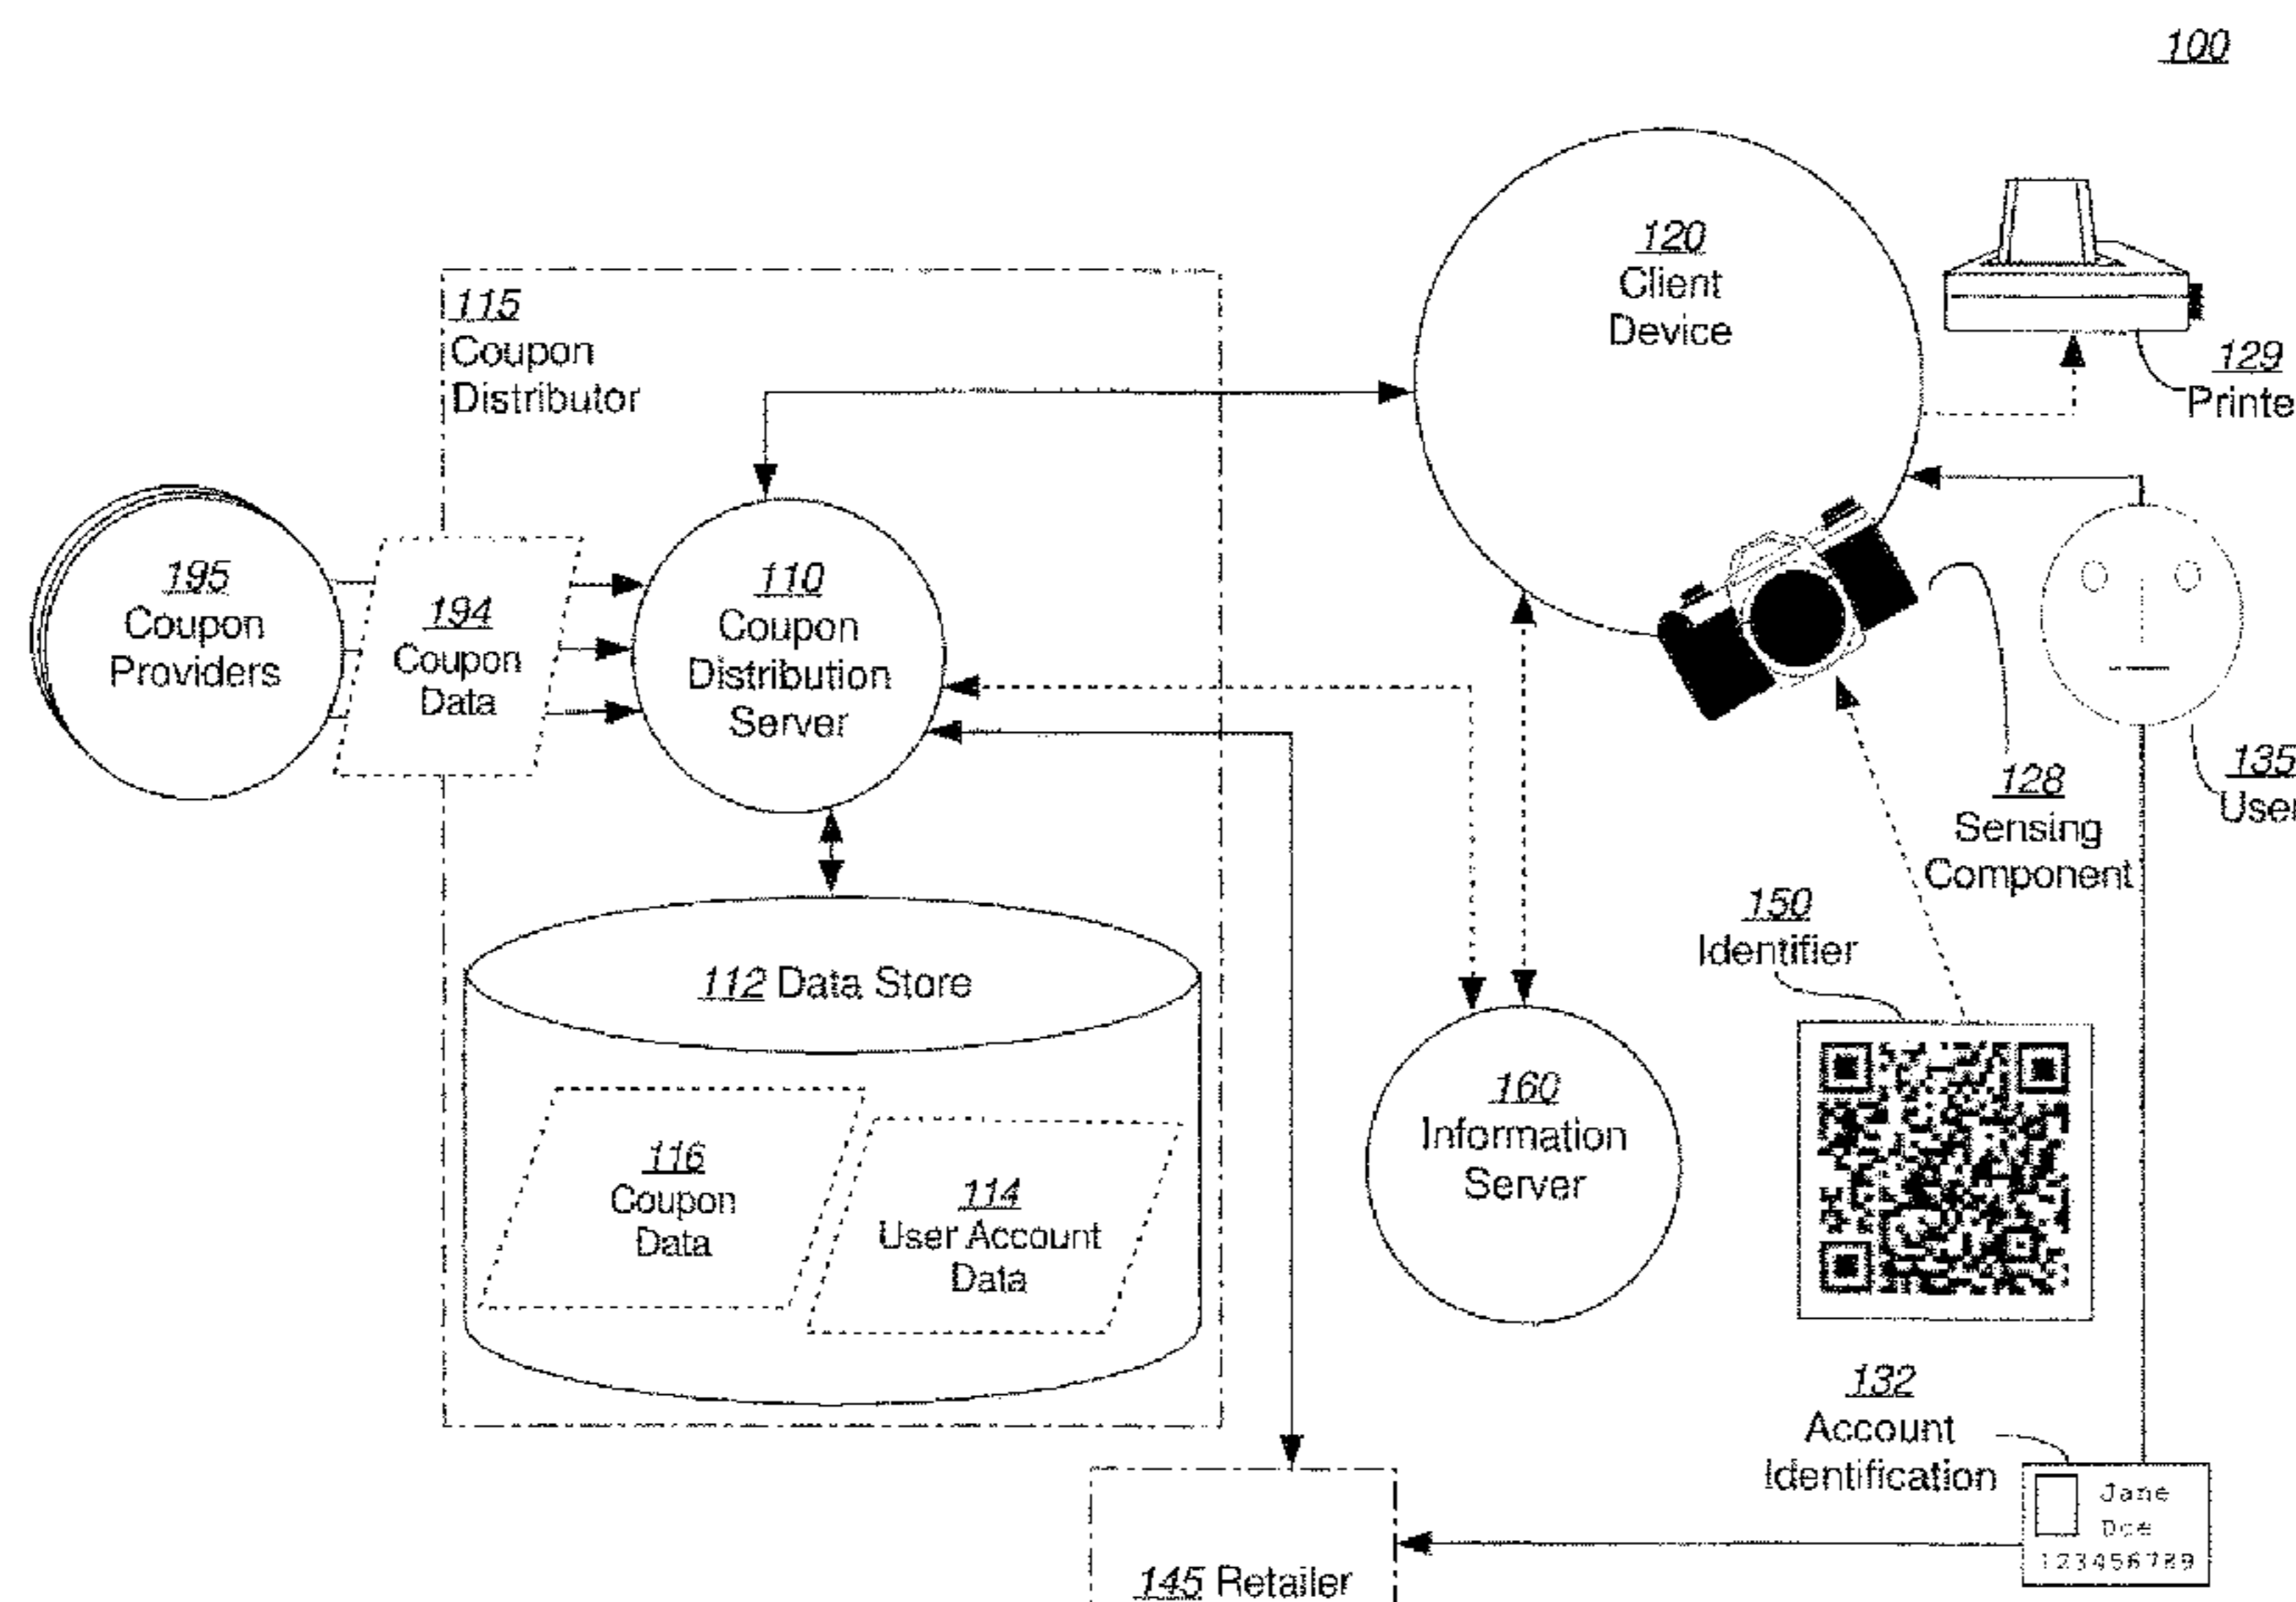 100
120
Client
Device
129
Printe
115
Coupon
Distributor
195
Coupon
Providers
194
Coupon
Data
110
Coupon
Distribution
Server
135
User
128
Sensing
Component
150
Identifier
112 Data Store
160
Information
Server
116
Coupon
Data
114
User Account
Data
132
Account
Identification
Jane
Doe
123456789
145 Retailer